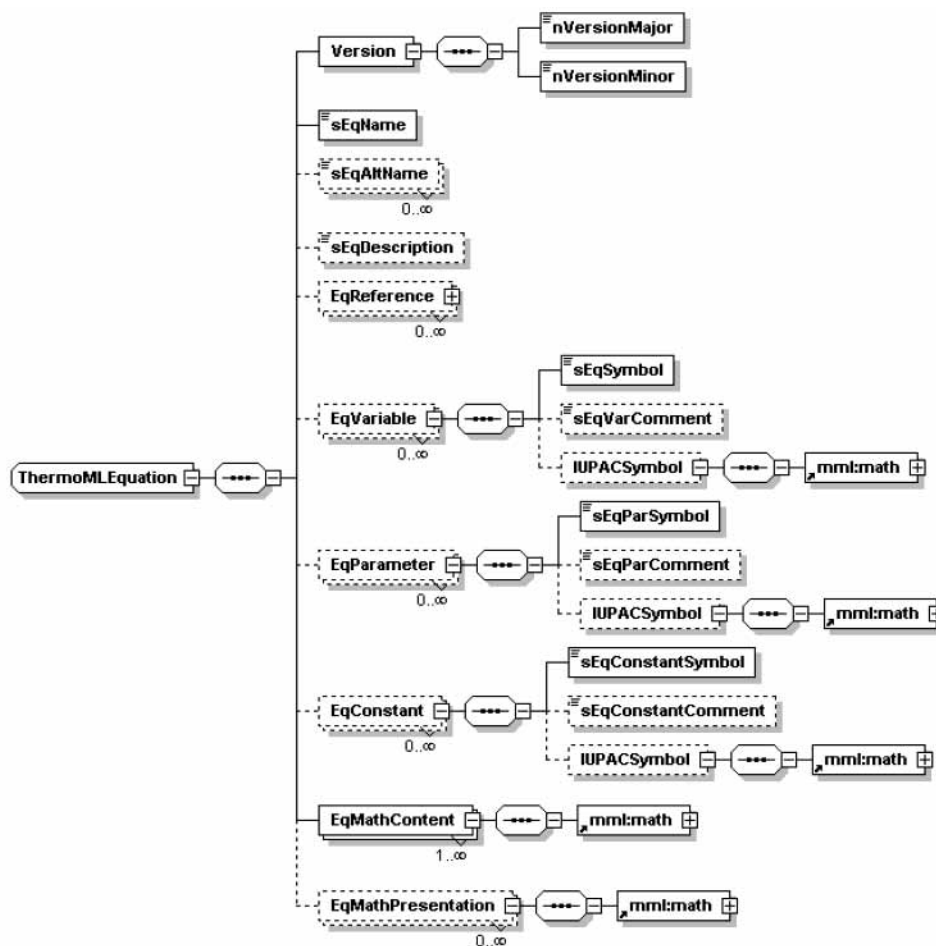 Version
nVersionMajor
nVersionMinor
sEqName
sEqAltName
0..∞
sEqDescription
EqReference
0..∞
EqVariable
0..∞
sEqSymbol
sEqVarComment
IUPACSymbol
mml:math
ThermoMLEquation
EqParameter
0..∞
sEqParSymbol
sEqParComment
IUPACSymbol
mml:math
EqConstant
0..∞
sEqConstantSymbol
sEqConstantComment
IUPACSymbol
mml:math
EqMathContent
1..∞
mml:math
EqMathPresentation
0..∞
mml:math